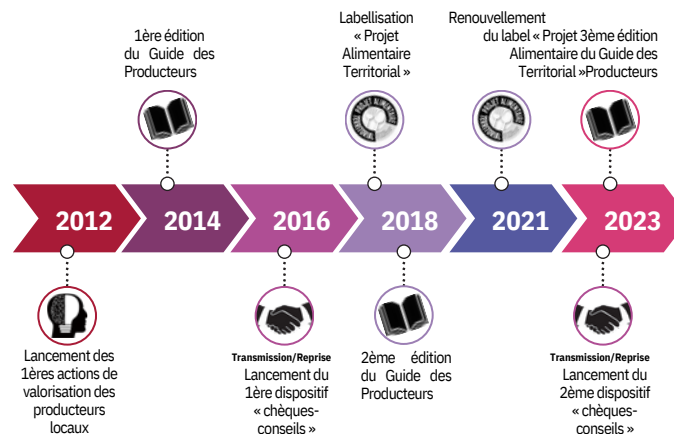 1ère édition
du Guide des
Producteurs
Labellisation
« Projet
Alimentaire
Territorial »
Renouvellement
du label « Projet
Alimentaire
Territorial »
3ème édition
du Guide des
Producteurs
2012
2014
2016
2018
2021
2023
Lancement des
1ères actions de
valorisation des
producteurs
locaux
Transmission/Reprise
Lancement du
1ère dispositif
« chèques-
conseils »
2ème édition
du Guide des
Producteurs
Transmission/Reprise
Lancement du
2ème dispositif
« chèques-
conseils »